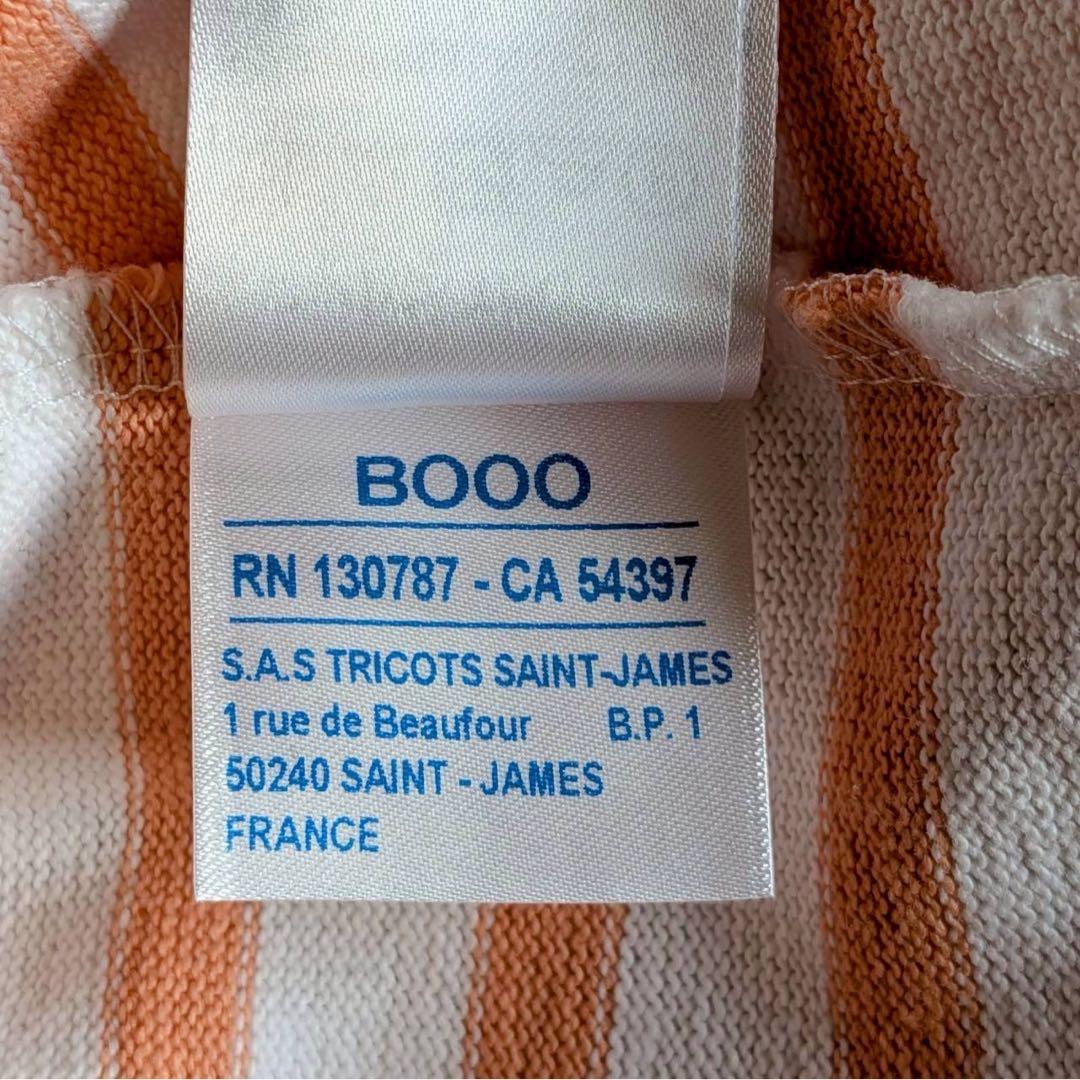 BOOO
RN 130787 - CA 54397
S.A.S TRICOTS SAINT-JAMES
1 rue de Beaufour B.P. 1
50240 SAINT - JAMES
FRANCE